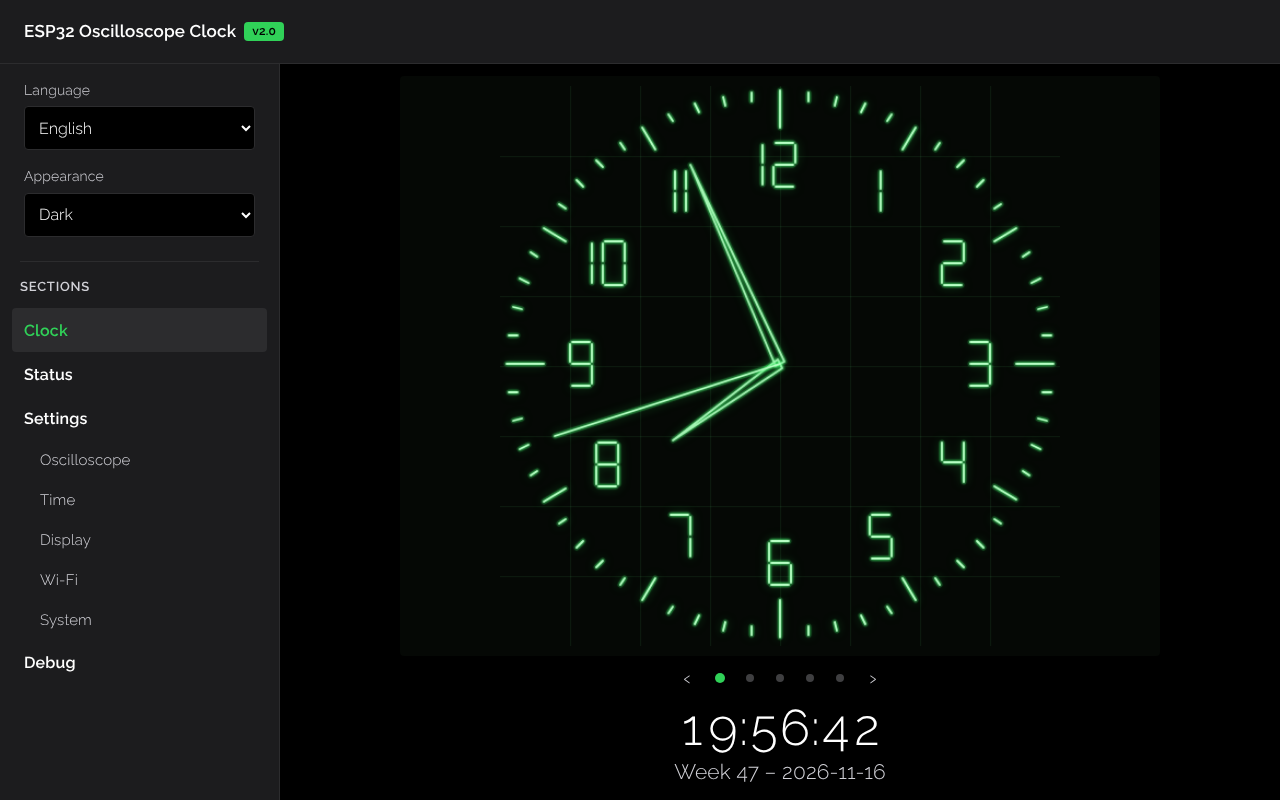 ESP32 Oscilloscope Clock v2.0
Language
English
Appearance
Dark
SECTIONS
Clock
Status
Settings
Oscilloscope
Time
Display
Wi-Fi
System
Debug
12
11
1
10
2
9
3
8
4
7
5
6
< >
19:56:42
Week 47 – 2026-11-16